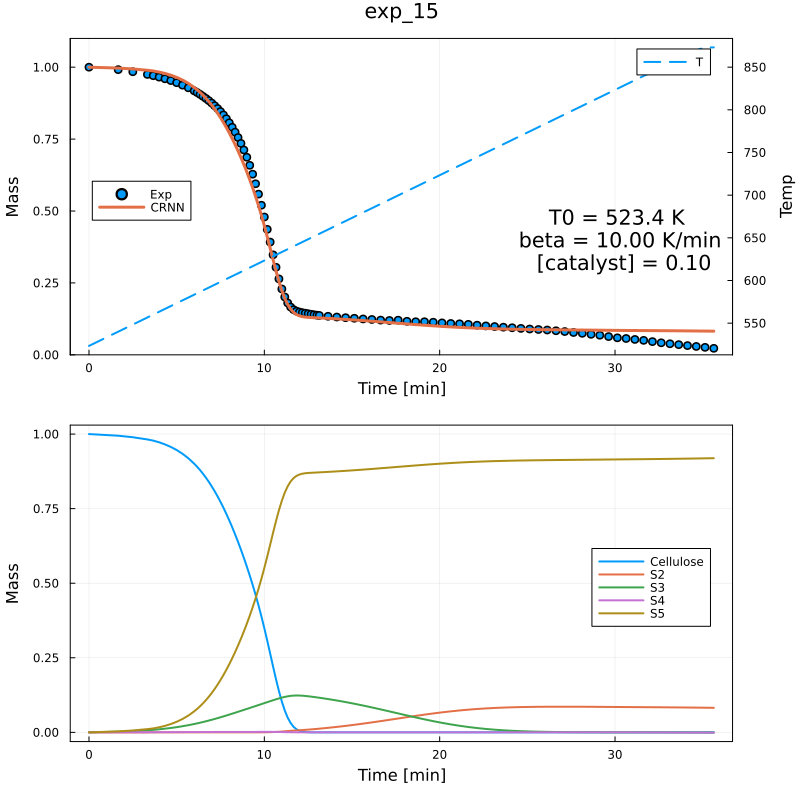 exp_15
1.00
0.75
0.50
0.25
0.00
Mass
850
800
750
700
650
600
550
Temp
T
Exp
CRNN
T0 = 523.4 K
beta = 10.00 K/min
[catalyst] = 0.10
0
10
20
30
Time [min]
1.00
0.75
0.50
0.25
0.00
Mass
Cellulose
S2
S3
S4
S5
0
10
20
30
Time [min]